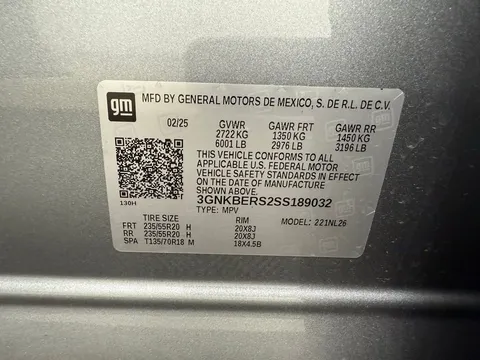 gm
MFD BY GENERAL MOTORS DE MEXICO, S. DE R.L. DE C.V.
02/25 GVWR GAWR FRT GAWR RR
2722 KG 1350 KG 1450 KG
6001 LB 2976 LB 3196 LB
THIS VEHICLE CONFORMS TO ALL
APPLICABLE U.S. FEDERAL MOTOR
VEHICLE SAFETY STANDARDS IN EFFECT
ON THE DATE OF MANUFACTURE
SHOWN ABOVE.
130H 3GNKBERS2SS189032
TYPE: MPV MODEL: 221NL26
TIRE SIZE RIM
FRT 235/55R20 H 20X8J
RR 235/55R20 H 20X8J
SPA T135/70R18 M 18X4.5B